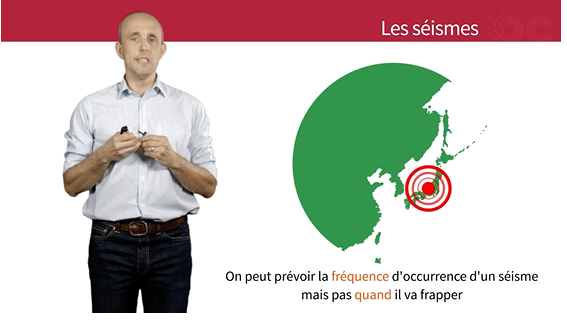 Les séismes
On peut prévoir la fréquence d'occurrence d'un séisme
mais pas quand il va frapper